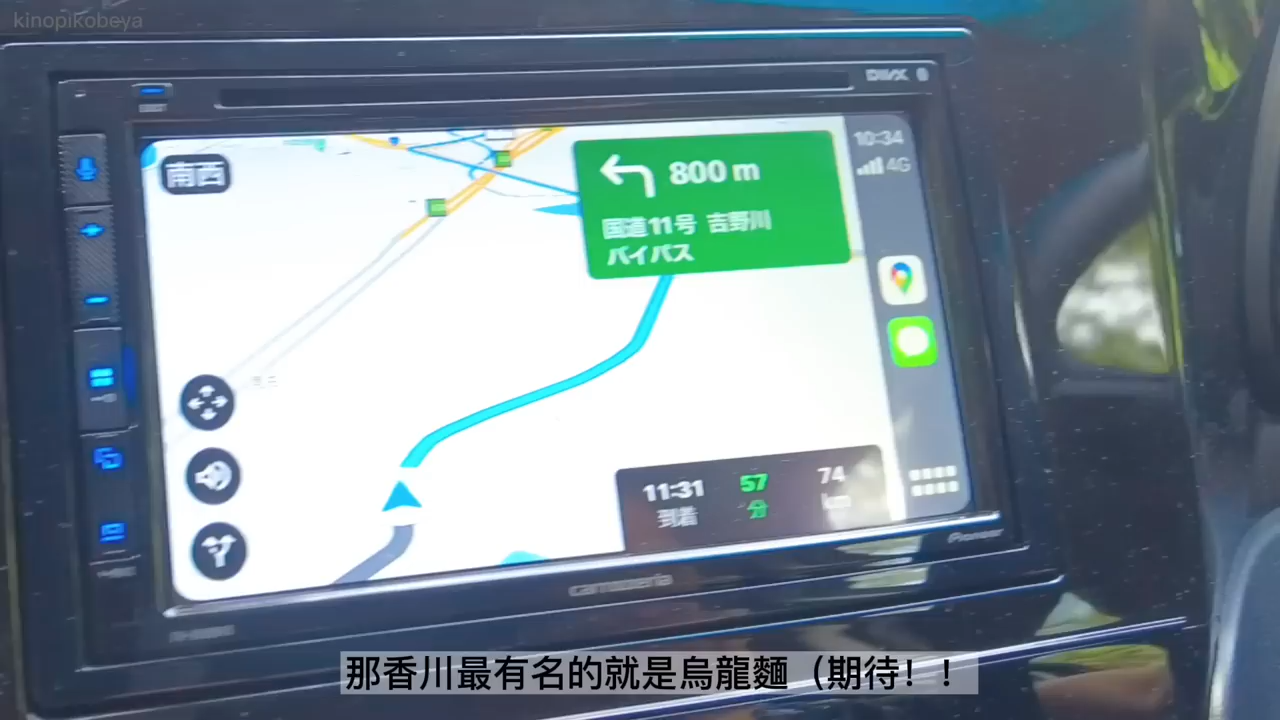 kinopikobeya
DIVX
南西
800 m
国道11号 吉野川
バイパス
10:34
4G
11:31
到着
57
分
74
km
carrozzeria
Pioneer
那香川最有名的就是烏龍麵（期待！！